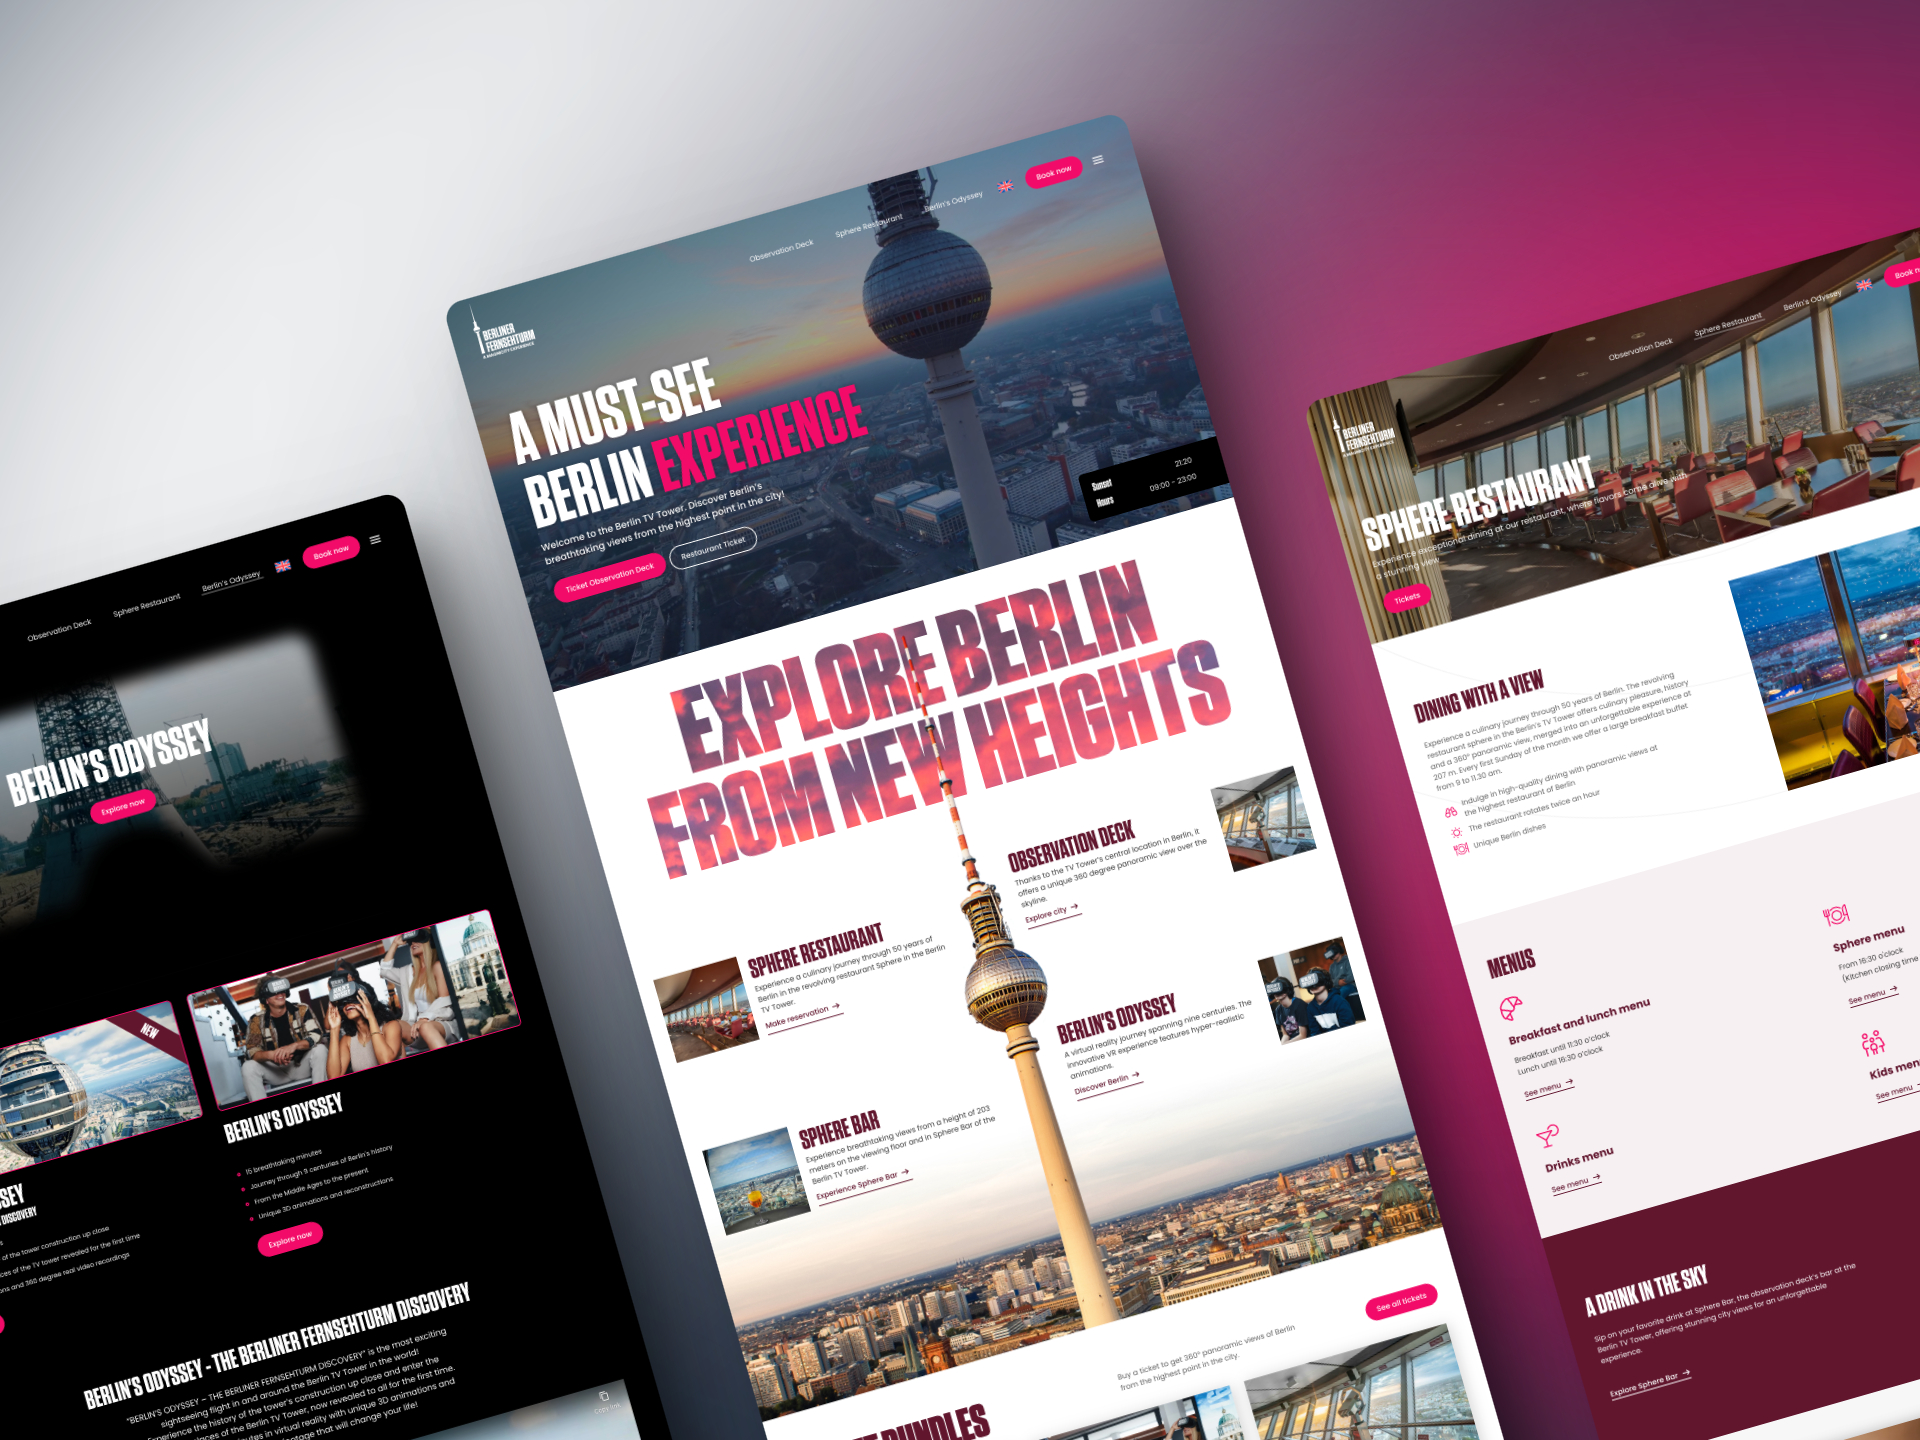 Observation Deck
Sphere Restaurant
Berlin's Odyssey
Book now
BERLIN'S ODYSSEY
Explore now
NEW
DISCOVERY
of the tower construction up close
of the TV tower revealed for the first time
and 360 degree real video recordings
BERLIN'S ODYSSEY
15 breathtaking minutes
Journey through 9 centuries of Berlin's history
From the Middle Ages to the present
Unique 3D animations and reconstructions
Explore now
BERLIN'S ODYSSEY - THE BERLINER FERNSEHTURM DISCOVERY
"BERLIN'S ODYSSEY – THE BERLINER FERNSEHTURM DISCOVERY" is the most exciting
sightseeing flight in and around the Berlin TV Tower in the world!
Experience the history of the tower's construction up close and enter the
places of the Berlin TV Tower, now revealed to all for the first time.
in virtual reality with unique 3D animations and
footage that will change your life!
Copy link
Observation Deck
Sphere Restaurant
Berlin's Odyssey
Book now
BERLINER
FERNSEHTURM
A MUST-SEE
BERLIN EXPERIENCE
Welcome to the Berlin TV Tower. Discover Berlin's
breathtaking views from the highest point in the city!
Ticket Observation Deck
Restaurant Ticket
Sunset 21:20
Hours 09:00 - 23:00
EXPLORE BERLIN
FROM NEW HEIGHTS
OBSERVATION DECK
Thanks to the TV Tower's central location in Berlin, it
offers a unique 360 degree panoramic view over the
skyline.
Explore city →
SPHERE RESTAURANT
Experience a culinary journey through 50 years of
Berlin in the revolving restaurant Sphere in the Berlin
TV Tower.
Make reservation →
BERLIN'S ODYSSEY
A virtual reality journey spanning nine centuries. The
innovative VR experience features hyper-realistic
animations.
Discover Berlin →
SPHERE BAR
Experience breathtaking views from a height of 203
meters on the viewing floor and in Sphere Bar of the
Berlin TV Tower.
Experience Sphere Bar →
See all tickets
Buy a ticket to get 360° panoramic views of Berlin
from the highest point in the city.
BUNDLES
Observation Deck
Sphere Restaurant
Berlin's Odyssey
Book
BERLINER
FERNSEHTURM
SPHERE RESTAURANT
Experience exceptional dining at our restaurant, where flavors come alive with
a stunning view
Tickets
DINING WITH A VIEW
Experience a culinary journey through 50 years of Berlin. The revolving
restaurant sphere in the Berlin's TV Tower offers culinary pleasure, history
and a 360° panoramic view, merged into an unforgettable experience at
207 m. Every first Sunday of the month we offer a large breakfast buffet
from 9 to 11.30 am.
Indulge in high-quality dining with panoramic views at
the highest restaurant of Berlin
The restaurant rotates twice an hour
Unique Berlin dishes
MENUS
Breakfast and lunch menu
Breakfast until 11:30 o'clock
Lunch until 16:30 o'clock
See menu →
Sphere menu
From 16:30 o'clock
(Kitchen closing time
See menu →
Drinks menu
See menu →
Kids
See menu
A DRINK IN THE SKY
Sip on your favorite drink at Sphere Bar, the observation deck's bar at the
Berlin TV Tower, offering stunning city views for an unforgettable
experience.
Explore Sphere Bar →